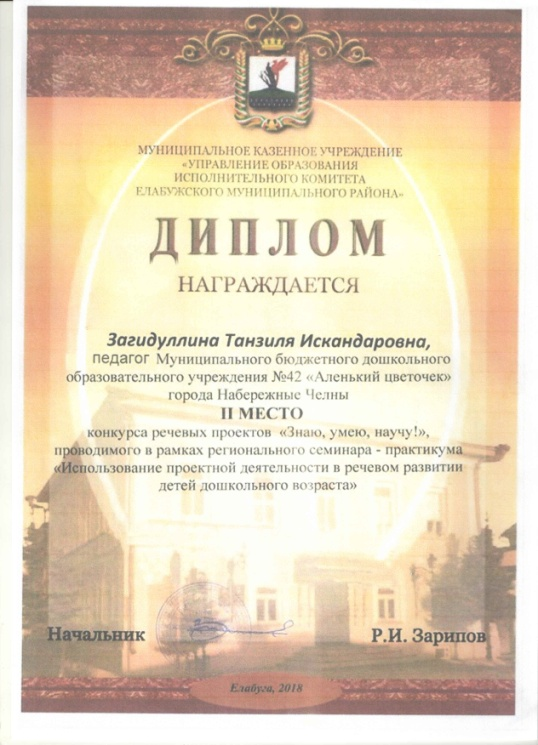 МУНИЦИПАЛЬНОЕ КАЗЕННОЕ УЧРЕЖДЕНИЕ
«УПРАВЛЕНИЕ ОБРАЗОВАНИЯ
ИСПОЛНИТЕЛЬНОГО КОМИТЕТА
ЕЛАБУЖСКОГО МУНИЦИПАЛЬНОГО РАЙОНА»
ДИПЛОМ
НАГРАЖДАЕТСЯ
Загидуллина Танзиля Искандаровна,
педагог Муниципального бюджетного дошкольного
образовательного учреждения №42 «Аленький цветочек»
города Набережные Челны
II МЕСТО
конкурса речевых проектов «Знаю, умею, научу!»,
проводимого в рамках регионального семинара - практикума
«Использование проектной деятельности в речевом развитии
детей дошкольного возраста»
Начальник Р.И. Зарипов
Елабуга, 2018